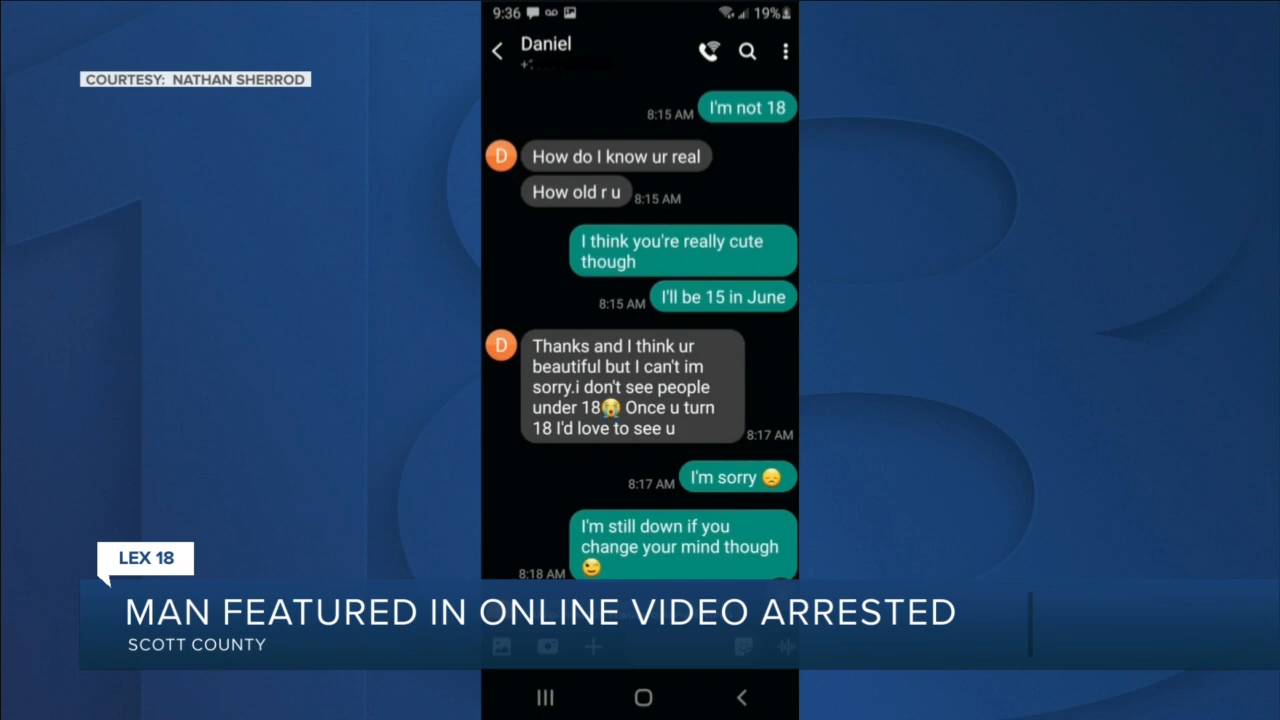 9:36
19%
Daniel
COURTESY: NATHAN SHERROD
I'm not 18
8:15 AM
D
How do I know ur real
How old r u
8:15 AM
I think you're really cute
though
I'll be 15 in June
8:15 AM
D
Thanks and I think ur
beautiful but I can't im
sorry.i don't see people
under 18😭 Once u turn
18 I'd love to see u
8:17 AM
I'm sorry 😞
8:17 AM
I'm still down if you
change your mind though
😉
8:18 AM
LEX 18
MAN FEATURED IN ONLINE VIDEO ARRESTED
SCOTT COUNTY
18